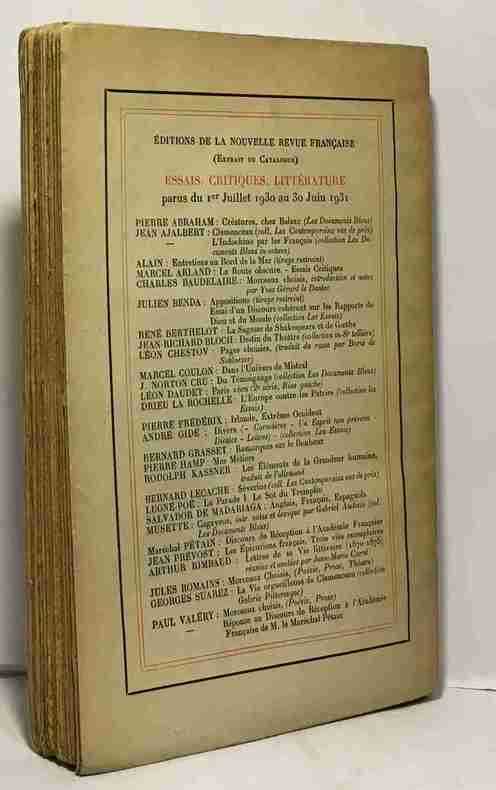 ÉDITIONS DE LA NOUVELLE REVUE FRANÇAISE
(EXTRAIT DU CATALOGUE)
ESSAIS, CRITIQUES, LITTÉRATURE
parus du 1er Juillet 1930 au 30 Juin 1931
PIERRE ABRAHAM : Créatures, chez Balzac (Les Documents Bleus)
JEAN AJALBERT : Clemenceau (coll. Les Contemporains vus de près)
— L'Indochine par les Français (collection Les Do-
cuments Bleus in-octavo)
ALAIN : Entretiens au Bord de la Mer (tirage restreint)
MARCEL ARLAND : La Route obscure. - Essais Critiques
CHARLES BAUDELAIRE : Morceaux choisis, introduction et notes
par Yves Gérard le Dantec
JULIEN BENDA : Appositions (tirage restreint)
Essai d'un Discours cohérent sur les Rapports de
Dieu et du Monde (collection Les Essais)
RENÉ BERTHELOT : La Sagesse de Shakespeare et de Goethe
JEAN-RICHARD BLOCH : Destin du Théâtre (collection in-8° tellière)
LÉON CHESTOV : Pages choisies, (traduit du russe par Boris de
Schloezer)
MARCEL COULON : Dans l'Univers de Mistral
J. NORTON CRU : Du Témoignage (collection Les Documents Bleus)
LÉON DAUDET : Paris vécu (2e série, Rive gauche)
DRIEU LA ROCHELLE : L'Europe contre les Patries (collection les
Essais)
PIERRE FRÉDÉRIX : Irlande, Extrême Occident
ANDRÉ GIDE : Divers (- Caractères - Un Esprit non prévenu -
Dictées - Lettres) - (collection Les Essais)
BERNARD GRASSET : Remarques sur le Bonheur
PIERRE HAMP : Mes Métiers
RODOLPH KASSNER : Les Éléments de la Grandeur humaine,
traduit de l'allemand
BERNARD LECACHE : Séverine (coll. Les Contemporains vus de près)
LUGNÉ-POË : La Parade I. Le Sot du Tremplin
SALVADOR DE MADARIAGA : Anglais, Français, Espagnols
MUSETTE : Cagayous, intr. notes et lexique par Gabriel Audisio (col.
Les Documents Bleus)
Maréchal PÉTAIN : Discours de Réception à l'Académie Française
JEAN PRÉVOST : Les Épicuriens français. Trois vies exemplaires
ARTHUR RIMBAUD : Lettres de sa Vie littéraire (1870-1875)
réunies et annotées par Jean-Marie Carré
JULES ROMAINS : Morceaux Choisis, (Poésie, Prose, Théâtre)
GEORGES SUAREZ : La Vie orgueilleuse de Clemenceau (collection
Galerie Pittoresque)
PAUL VALÉRY : Morceaux choisis, (Poésie, Prose)
— Réponse au Discours de Réception à l'Académie
Française de M. le Maréchal Pétain